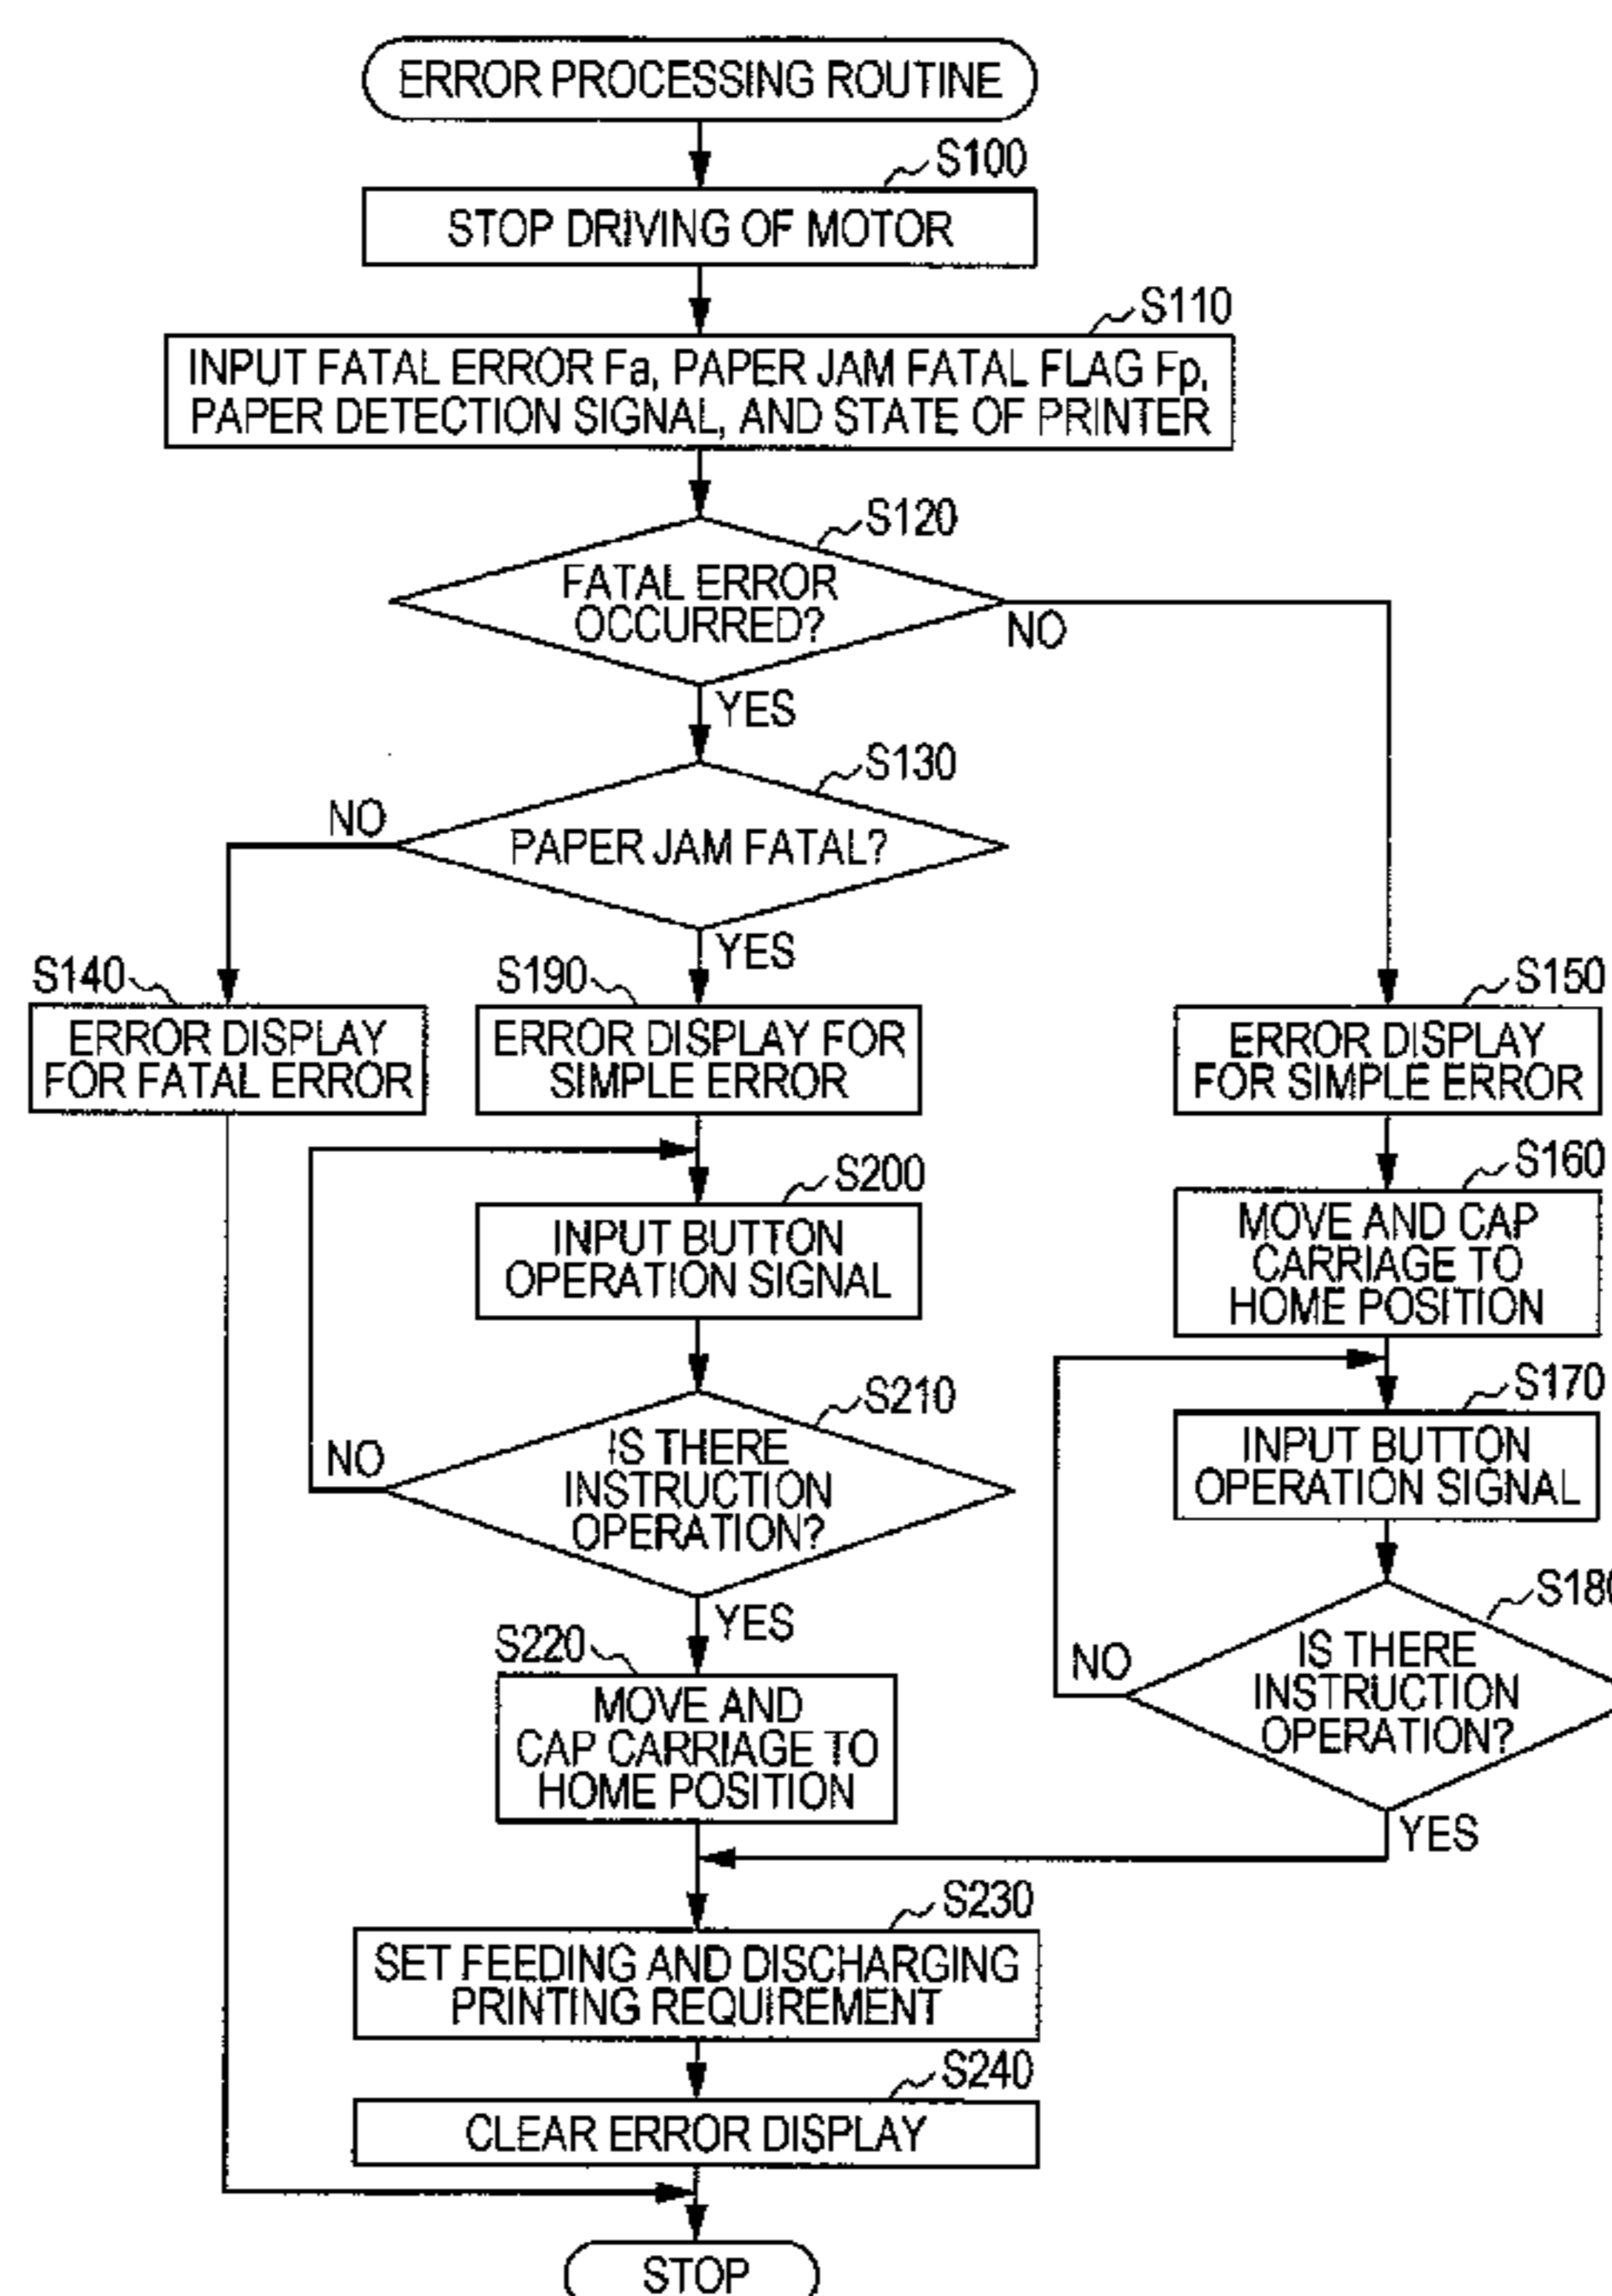 ERROR PROCESSING ROUTINE
S100
STOP DRIVING OF MOTOR
S110
INPUT FATAL ERROR Fa, PAPER JAM FATAL FLAG Fp,
PAPER DETECTION SIGNAL, AND STATE OF PRINTER
S120
FATAL ERROR
OCCURRED?
NO
YES
S130
NO
PAPER JAM FATAL?
YES
S140
ERROR DISPLAY
FOR FATAL ERROR
S190
ERROR DISPLAY FOR
SIMPLE ERROR
S150
ERROR DISPLAY
FOR SIMPLE ERROR
S200
INPUT BUTTON
OPERATION SIGNAL
S160
MOVE AND CAP
CARRIAGE TO
HOME POSITION
S210
NO
IS THERE
INSTRUCTION
OPERATION?
YES
S170
INPUT BUTTON
OPERATION SIGNAL
S180
NO
IS THERE
INSTRUCTION
OPERATION?
YES
S220
MOVE AND
CAP CARRIAGE TO
HOME POSITION
S230
SET FEEDING AND DISCHARGING
PRINTING REQUIREMENT
S240
CLEAR ERROR DISPLAY
STOP